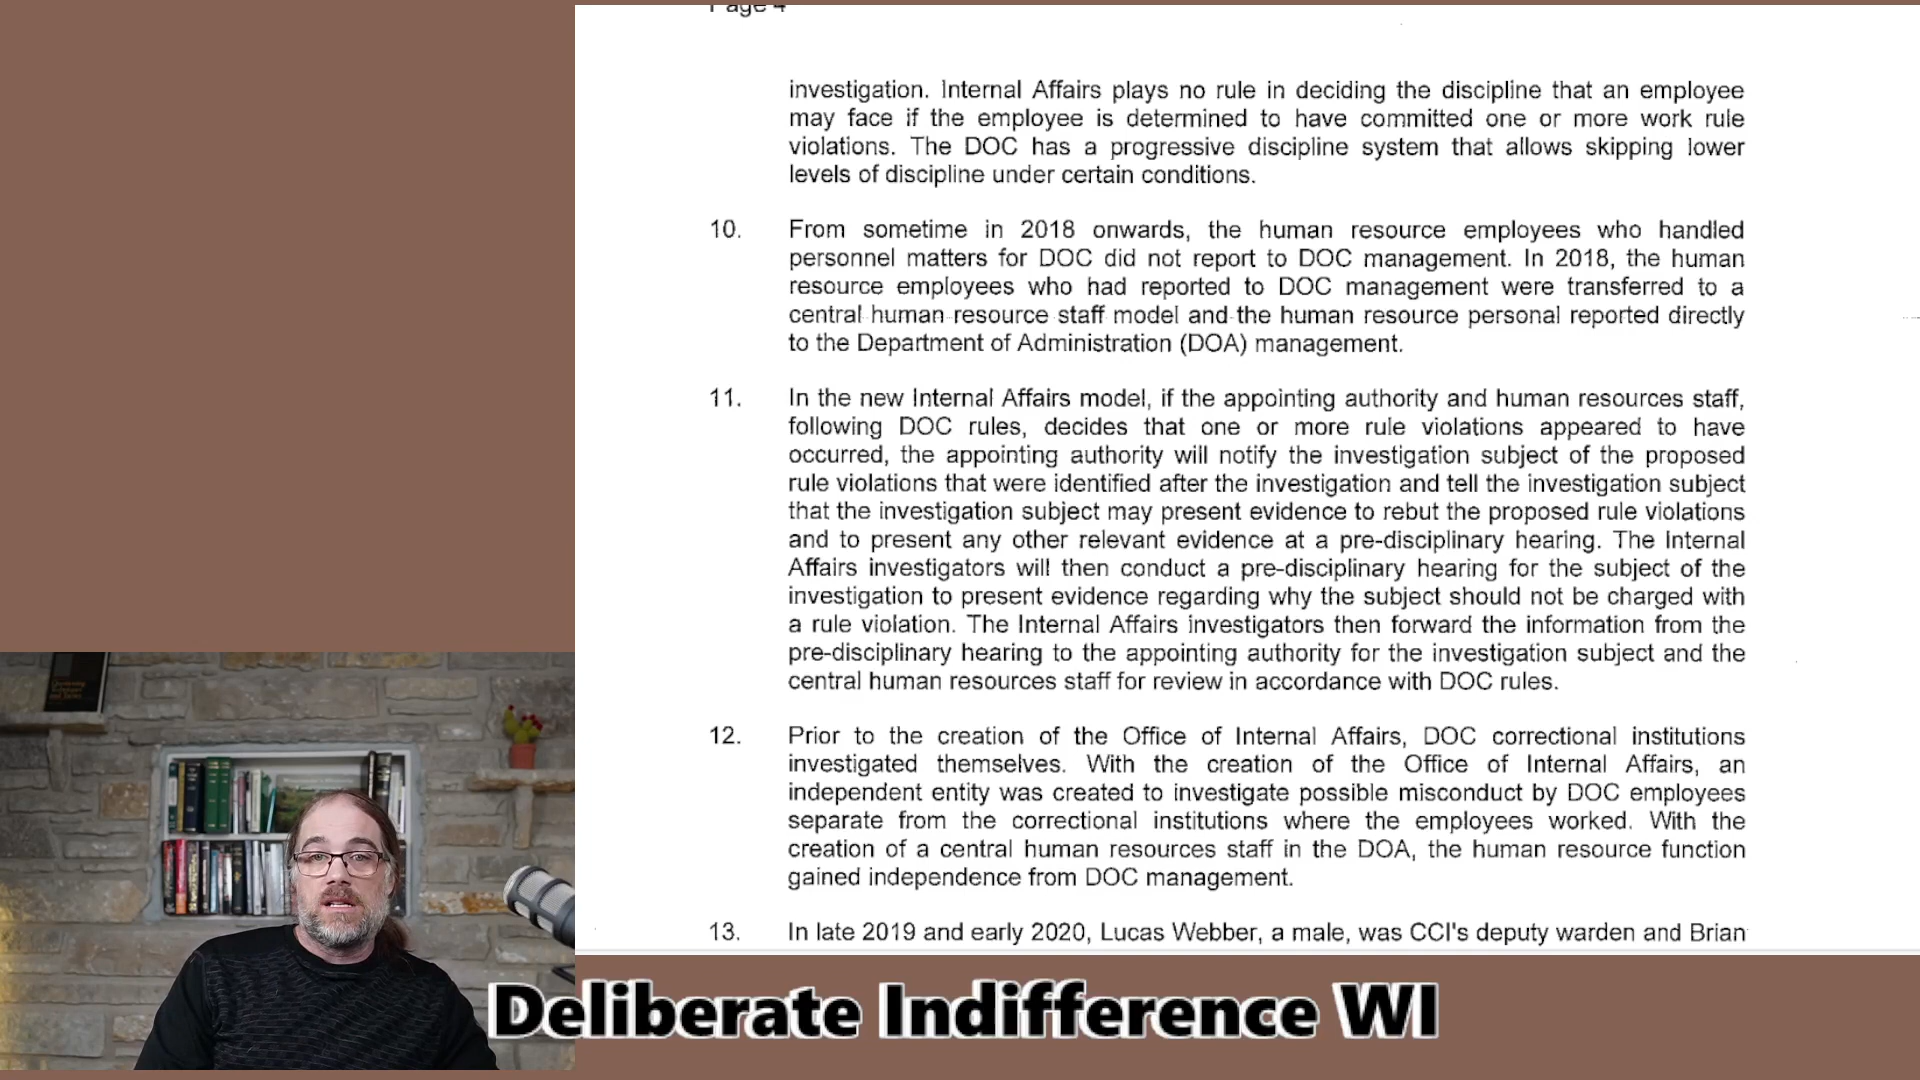 Page 4
investigation. Internal Affairs plays no rule in deciding the discipline that an employee
may face if the employee is determined to have committed one or more work rule
violations. The DOC has a progressive discipline system that allows skipping lower
levels of discipline under certain conditions.
10. From sometime in 2018 onwards, the human resource employees who handled
personnel matters for DOC did not report to DOC management. In 2018, the human
resource employees who had reported to DOC management were transferred to a
central human resource staff model and the human resource personal reported directly
to the Department of Administration (DOA) management.
11. In the new Internal Affairs model, if the appointing authority and human resources staff,
following DOC rules, decides that one or more rule violations appeared to have
occurred, the appointing authority will notify the investigation subject of the proposed
rule violations that were identified after the investigation and tell the investigation subject
that the investigation subject may present evidence to rebut the proposed rule violations
and to present any other relevant evidence at a pre-disciplinary hearing. The Internal
Affairs investigators will then conduct a pre-disciplinary hearing for the subject of the
investigation to present evidence regarding why the subject should not be charged with
a rule violation. The Internal Affairs investigators then forward the information from the
pre-disciplinary hearing to the appointing authority for the investigation subject and the
central human resources staff for review in accordance with DOC rules.
12. Prior to the creation of the Office of Internal Affairs, DOC correctional institutions
investigated themselves. With the creation of the Office of Internal Affairs, an
independent entity was created to investigate possible misconduct by DOC employees
separate from the correctional institutions where the employees worked. With the
creation of a central human resources staff in the DOA, the human resource function
gained independence from DOC management.
13. In late 2019 and early 2020, Lucas Webber, a male, was CCI's deputy warden and Brian
Deliberate Indifference WI